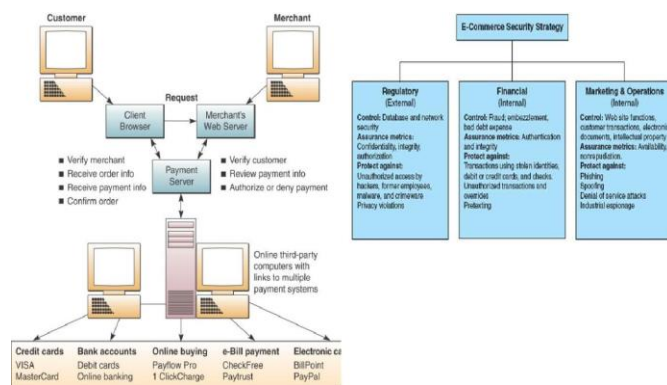 Customer
Merchant
Request
Client
Browser
Merchant's
Web Server
Payment
Server
■ Verify merchant
■ Receive order info
■ Receive payment info
■ Confirm order
■ Verify customer
■ Review payment info
■ Authorize or deny payment
Online third-party
computers with
links to multiple
payment systems
Credit cards
VISA
MasterCard
Bank accounts
Debit cards
Online banking
Online buying
Payflow Pro
1 ClickCharge
e-Bill payment
CheckFree
Paytrust
Electronic ca
BillPoint
PayPal
E-Commerce Security Strategy
Regulatory
(External)
Control: Database and network
security
Assurance metrics:
Confidentiality, integrity,
authorization
Protect against:
Unauthorized access by
hackers, former employees,
malware, and crimeware
Privacy violations
Financial
(Internal)
Control: Fraud; embezzlement,
bad debt expense
Assurance metrics: Authentication
and integrity
Protect against:
Transactions using stolen identities,
debit or credit cards, and checks.
Unauthorized transactions and
overrides
Pretexting
Marketing & Operations
(Internal)
Control: Web site functions,
customer transactions, electronic
documents, intellectual property
Assurance metrics: Availability,
nonrepudiation.
Protect against:
Phishing
Spoofing
Denial of service attacks
Industrial espionage